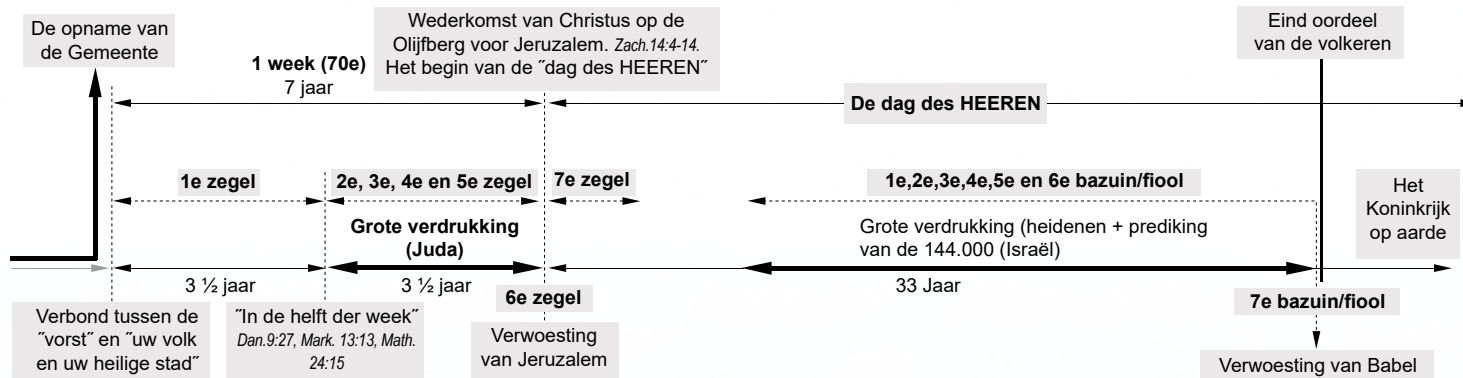 De opname van
de Gemeente
1 week (70e)
7 jaar
Wederkomst van Christus op de
Olijfberg voor Jeruzalem. Zach.14:4-14.
Het begin van de ˝dag des HEEREN˝
Eind oordeel
van de volkeren
De dag des HEEREN
1e zegel
2e, 3e, 4e en 5e zegel
7e zegel
1e,2e,3e,4e,5e en 6e bazuin/fiool
Het
Koninkrijk
op aarde
Grote verdrukking
(Juda)
Grote verdrukking (heidenen + prediking
van de 144.000 (Israël)
3 ½ jaar
3 ½ jaar
33 Jaar
6e zegel
7e bazuin/fiool
Verbond tussen de
˝vorst˝ en ˝uw volk
en uw heilige stad˝
˝In de helft der week˝
Dan.9:27, Mark. 13:13, Math.
24:15
Verwoesting
van Jeruzalem
Verwoesting van Babel